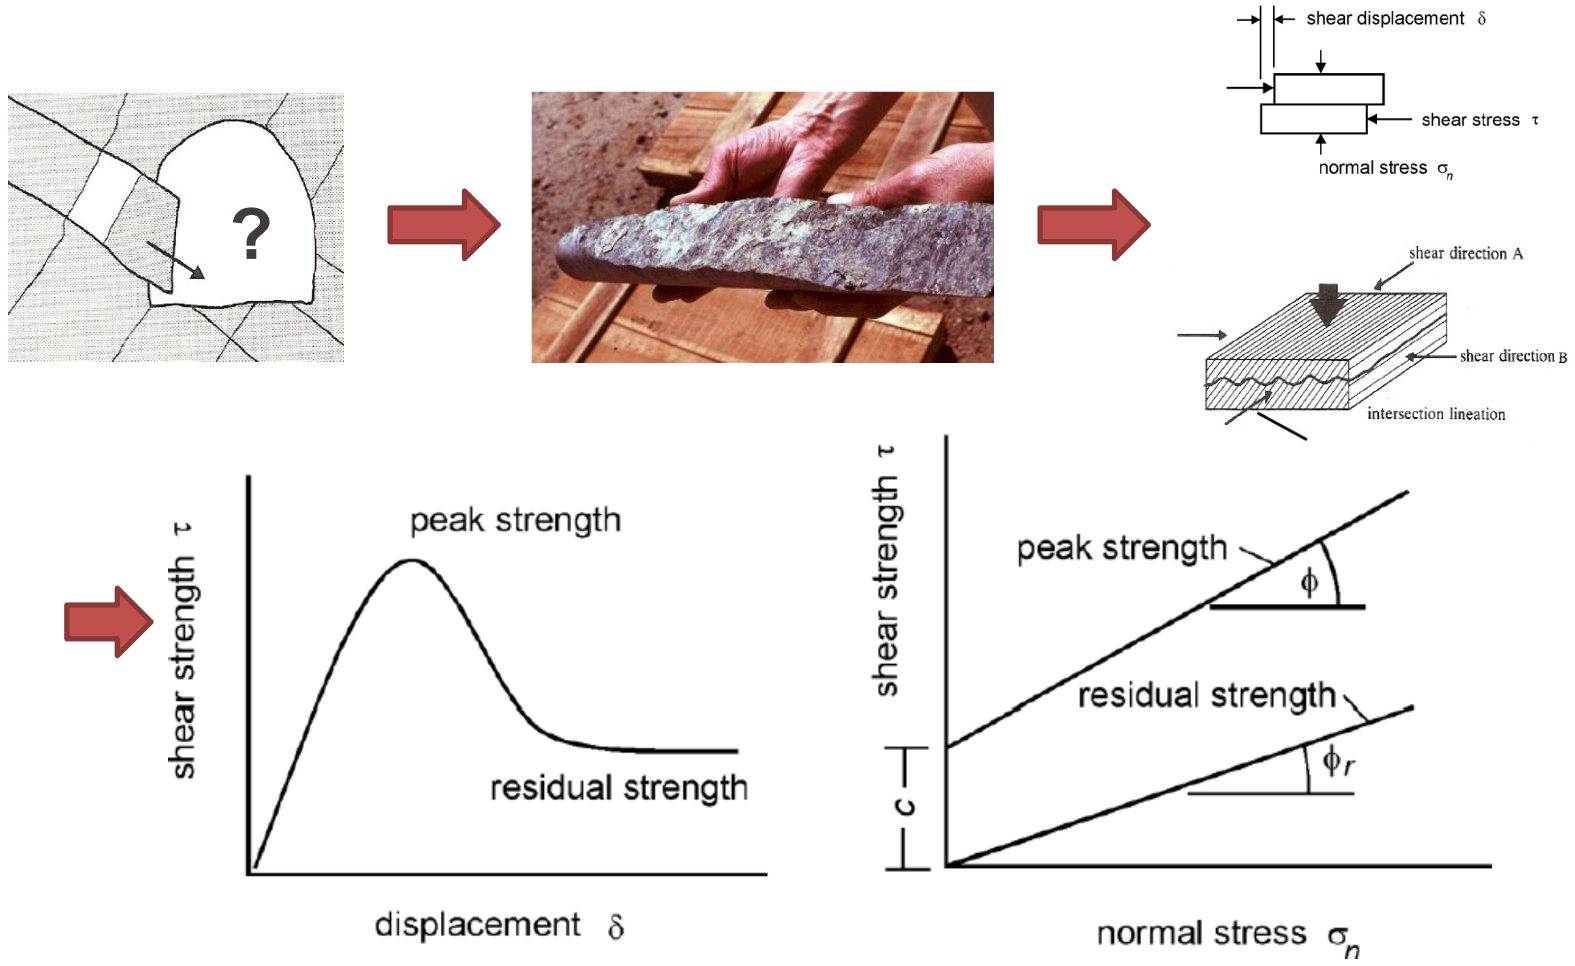 shear displacement δ
shear stress τ
normal stress σn
?
shear direction A
shear direction B
intersection lineation
shear strength τ
peak strength
residual strength
displacement δ
shear strength τ
peak strength
ϕ
residual strength
ϕr
c
normal stress σn